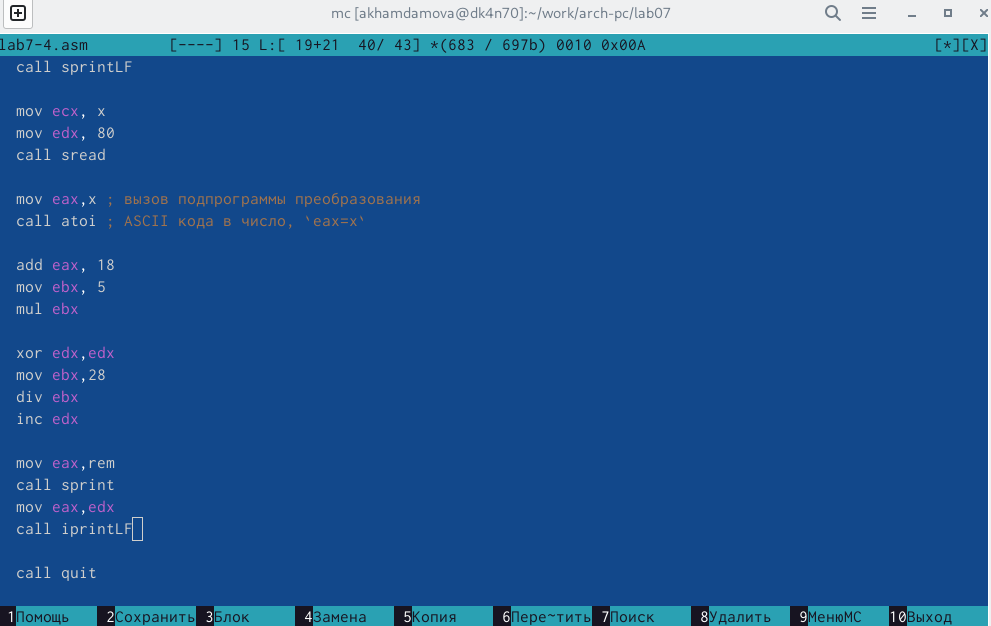 mc [akhamdamova@dk4n70]:~/work/arch-pc/lab07
lab7-4.asm [----] 15 L:[ 19+21 40/ 43] *(683 / 697b) 0010 0x00A [*][X]
call sprintLF
mov ecx, x
mov edx, 80
call sread
mov eax,x ; вызов подпрограммы преобразования
call atoi ; ASCII кода в число, `eax=x`
add eax, 18
mov ebx, 5
mul ebx
xor edx,edx
mov ebx,28
div ebx
inc edx
mov eax,rem
call sprint
mov eax,edx
call iprintLF
call quit
1Помощь 2Сохранить 3Блок 4Замена 5Копия 6Пере~тить 7Поиск 8Удалить 9МенюMC 10Выход